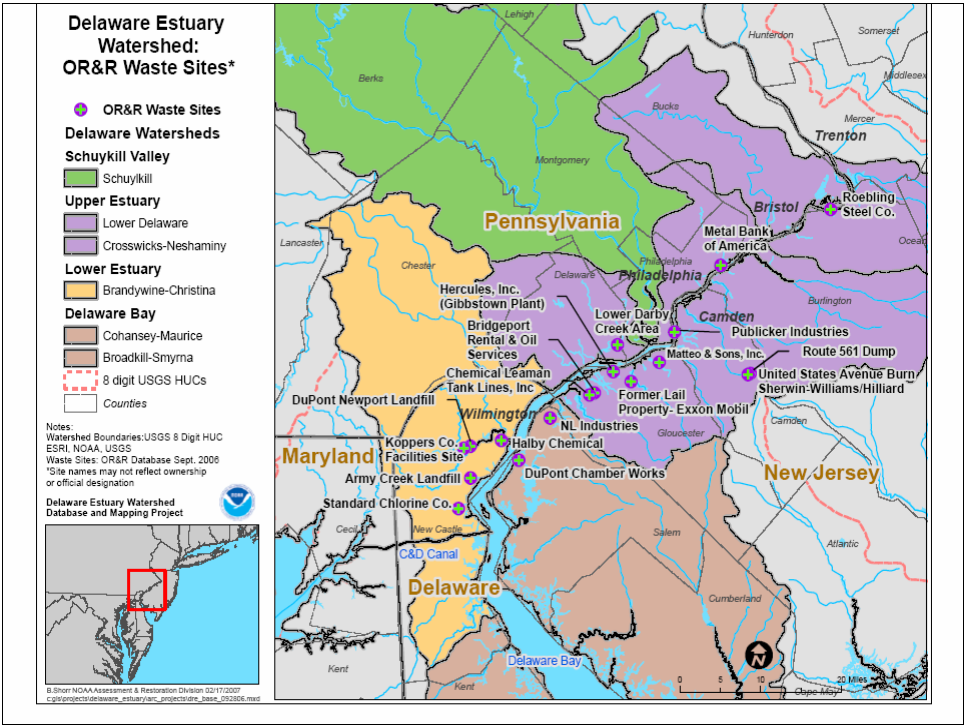 Delaware Estuary
Watershed:
OR&R Waste Sites*
OR&R Waste Sites
Delaware Watersheds
Schuykill Valley
Schuylkill
Upper Estuary
Lower Delaware
Crosswicks-Neshaminy
Lower Estuary
Brandywine-Christina
Delaware Bay
Cohansey-Maurice
Broadkill-Smyrna
8 digit USGS HUCs
Counties
Notes:
Watershed Boundaries:USGS 8 Digit HUC
ESRI, NOAA, USGS
Waste Sites: OR&R Database Sept. 2006
*Site names may not reflect ownership
or official designation
Delaware Estuary Watershed
Database and Mapping Project
B.Shorr NOAA Assessment & Restoration Division 02/17/2007
c:gis\projects\delaware_estuary\arc_projects\dre_base_092806.mxd
Lehigh
Hunterdon
Somerset
Middlesex
Berks
Bucks
Mercer
Trenton
Montgomery
Roebling
Steel Co.
Bristol
Pennsylvania
Metal Bank
of America
Ocean
Lancaster
Chester
Delaware
Philadelphia
Philadelphia
Hercules, Inc.
(Gibbstown Plant)
Burlington
Lower Darby
Creek Area
Camden
Bridgeport
Rental & Oil
Services
Publicker Industries
Matteo & Sons, Inc.
Route 561 Dump
Chemical Leaman
Tank Lines, Inc
United States Avenue Burn
Sherwin-Williams/Hilliard
DuPont Newport Landfill
Former Lail
Property- Exxon Mobil
Wilmington
NL Industries
Camden
Gloucester
Koppers Co.
Facilities Site
Halby Chemical
Maryland
DuPont Chamber Works
New Jersey
Army Creek Landfill
Standard Chlorine Co.
Cecil
New Castle
Salem
Atlantic
C&D Canal
Delaware
Cumberland
Delaware Bay
Kent
Kent
N
0 5 10 20 Miles
Cape May